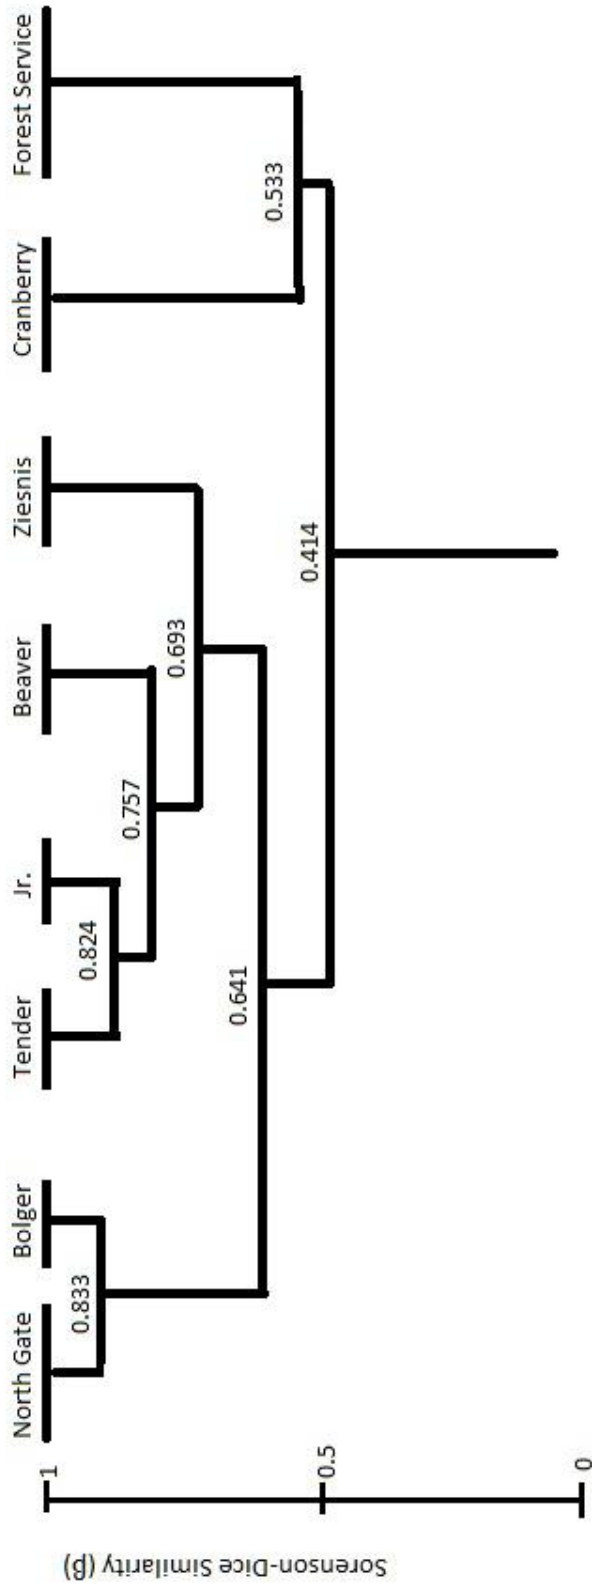 North Gate
Bolger
Tender
Jr.
Beaver
Ziesnis
Cranberry
Forest Service
0.833
0.824
0.757
0.693
0.641
0.533
0.414
1
0.5
0
Sorenson-Dice Similarity (β)